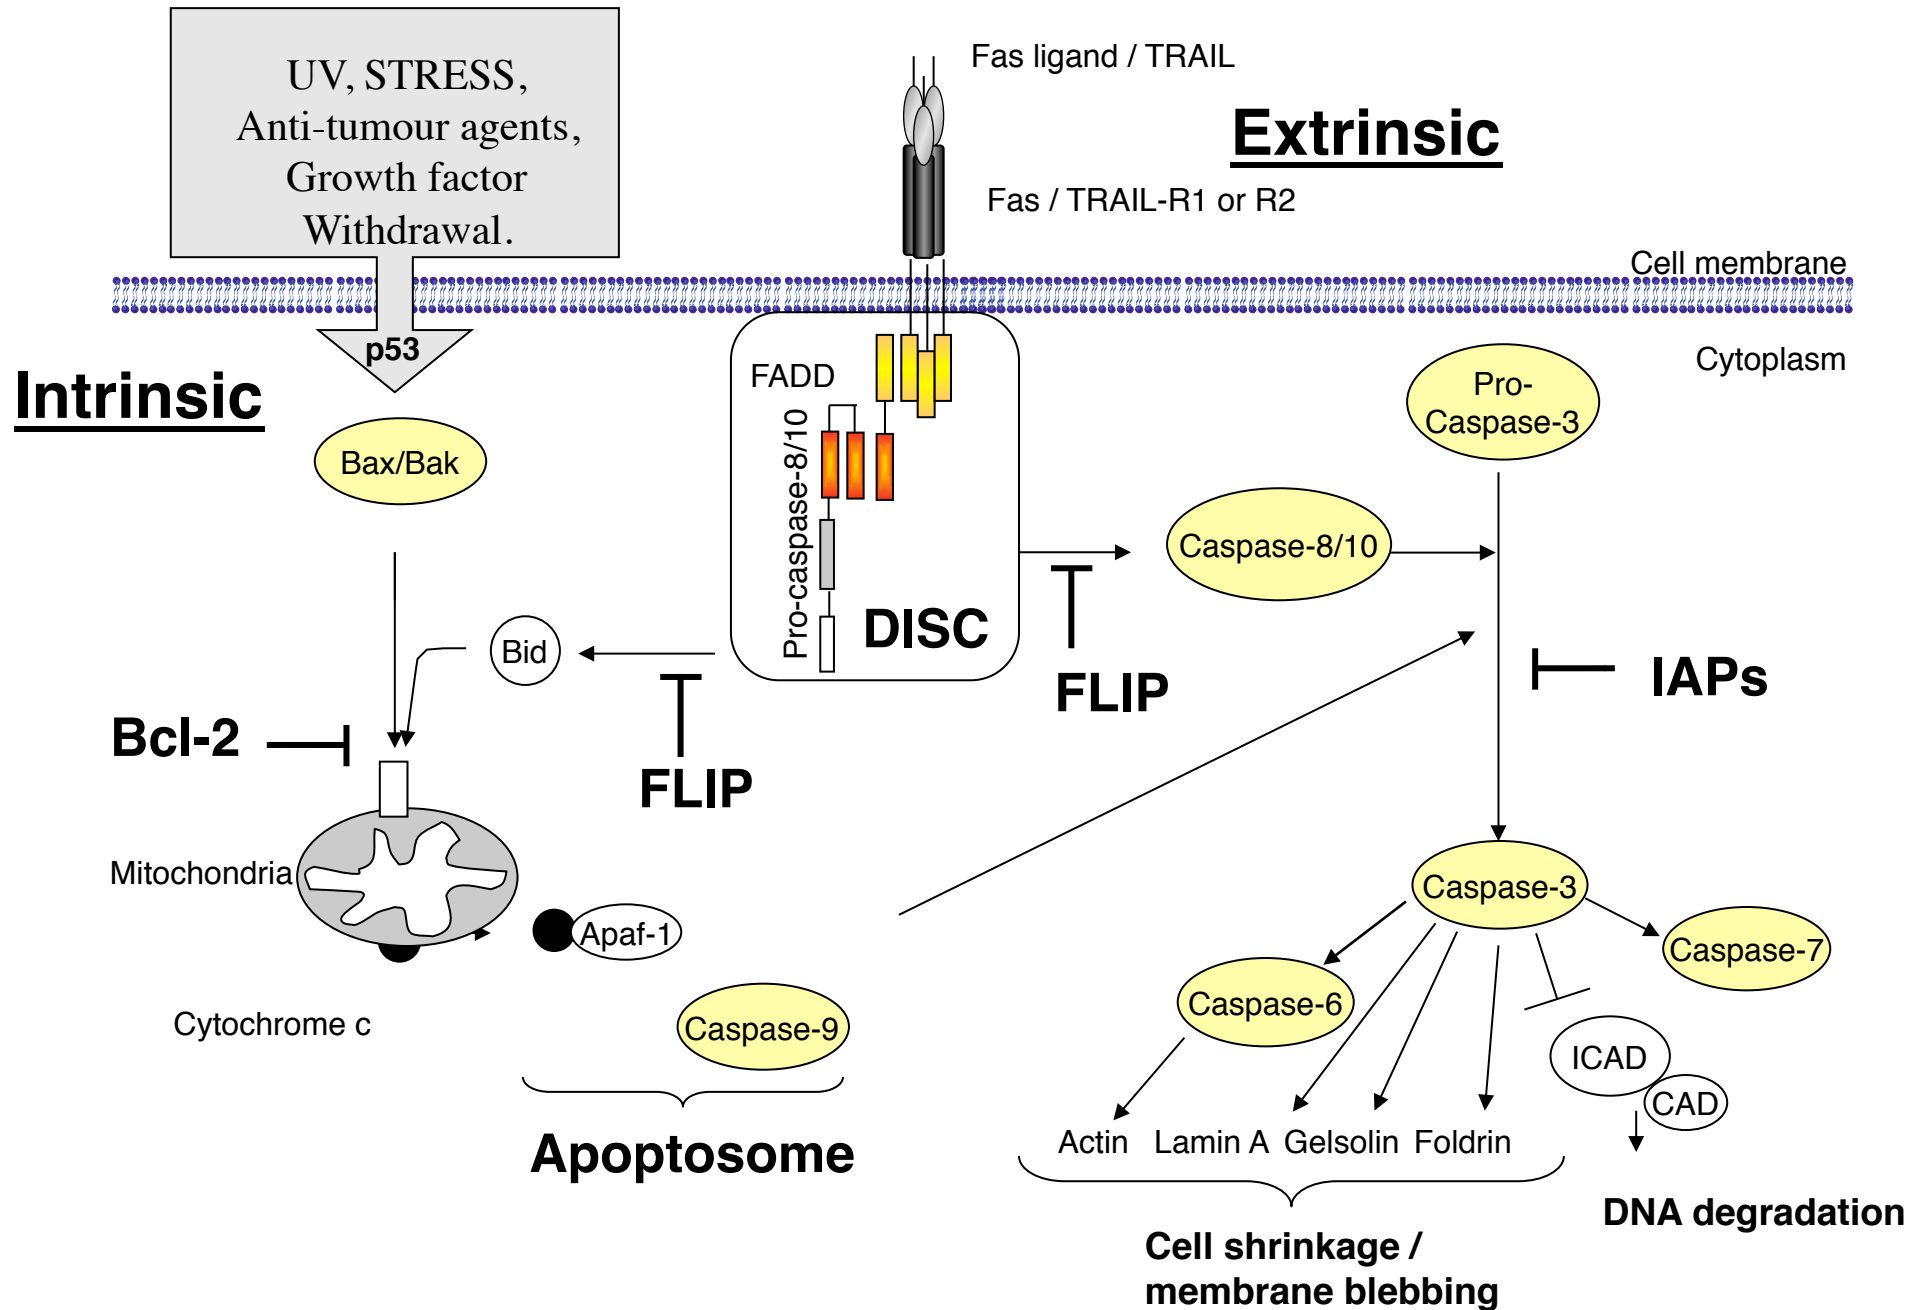 UV, STRESS,
Anti-tumour agents,
Growth factor
Withdrawal.
p53
Intrinsic
Bax/Bak
Fas ligand / TRAIL
Extrinsic
Fas / TRAIL-R1 or R2
Cell membrane
Cytoplasm
FADD
Pro-caspase-8/10
DISC
Pro-
Caspase-3
Caspase-8/10
Bid
FLIP
FLIP
IAPs
Bcl-2
Mitochondria
Apaf-1
Cytochrome c
Caspase-9
Apoptosome
Caspase-3
Caspase-7
Caspase-6
ICAD
CAD
Actin
Lamin A
Gelsolin
Foldrin
DNA degradation
Cell shrinkage /
membrane blebbing